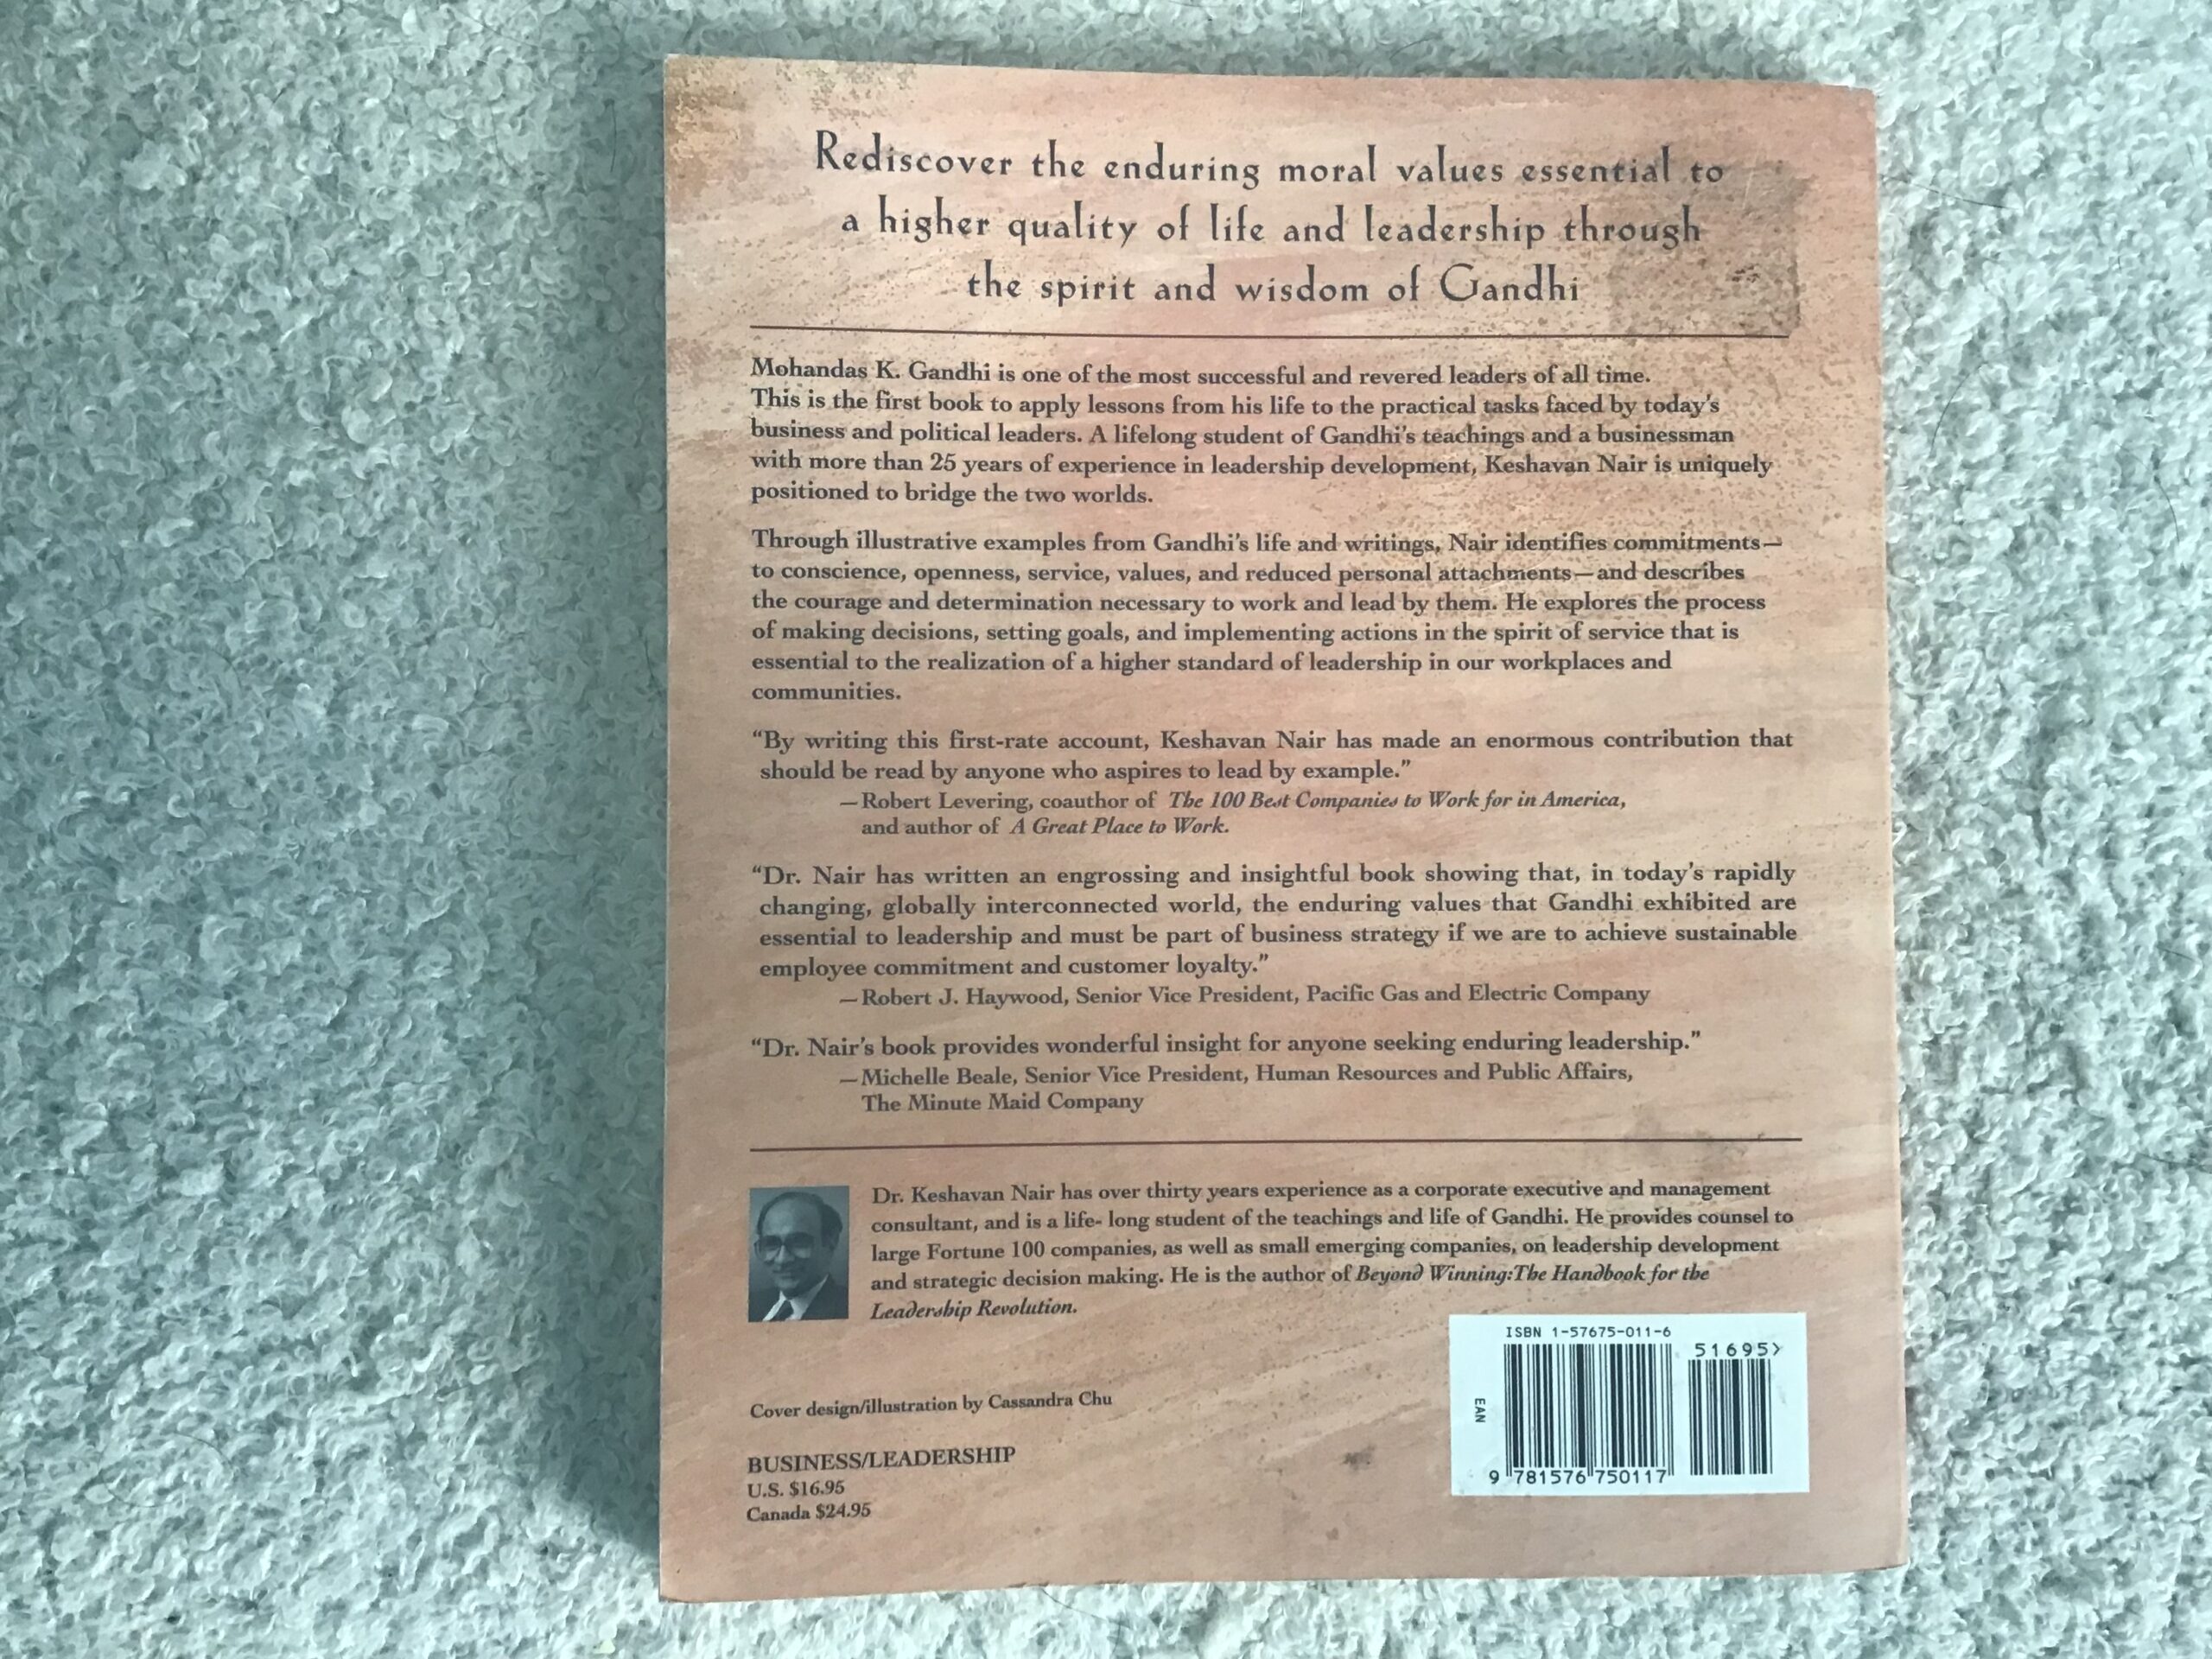 Rediscover the enduring moral values essential to
a higher quality of life and leadership through
the spirit and wisdom of Gandhi
Mohandas K. Gandhi is one of the most successful and revered leaders of all time.
This is the first book to apply lessons from his life to the practical tasks faced by today's
business and political leaders. A lifelong student of Gandhi's teachings and a businessman
with more than 25 years of experience in leadership development, Keshavan Nair is uniquely
positioned to bridge the two worlds.
Through illustrative examples from Gandhi's life and writings, Nair identifies commitments—
to conscience, openness, service, values, and reduced personal attachments—and describes
the courage and determination necessary to work and lead by them. He explores the process
of making decisions, setting goals, and implementing actions in the spirit of service that is
essential to the realization of a higher standard of leadership in our workplaces and
communities.
“By writing this first-rate account, Keshavan Nair has made an enormous contribution that
should be read by anyone who aspires to lead by example.”
—Robert Levering, coauthor of The 100 Best Companies to Work for in America,
and author of A Great Place to Work.
“Dr. Nair has written an engrossing and insightful book showing that, in today's rapidly
changing, globally interconnected world, the enduring values that Gandhi exhibited are
essential to leadership and must be part of business strategy if we are to achieve sustainable
employee commitment and customer loyalty.”
—Robert J. Haywood, Senior Vice President, Pacific Gas and Electric Company
“Dr. Nair's book provides wonderful insight for anyone seeking enduring leadership.”
—Michelle Beale, Senior Vice President, Human Resources and Public Affairs,
The Minute Maid Company
Dr. Keshavan Nair has over thirty years experience as a corporate executive and management
consultant, and is a life- long student of the teachings and life of Gandhi. He provides counsel to
large Fortune 100 companies, as well as small emerging companies, on leadership development
and strategic decision making. He is the author of Beyond Winning:The Handbook for the
Leadership Revolution.
Cover design/illustration by Cassandra Chu
BUSINESS/LEADERSHIP
U.S. $16.95
Canada $24.95
ISBN 1-57675-011-6
51695>
EAN
9 781576 750117